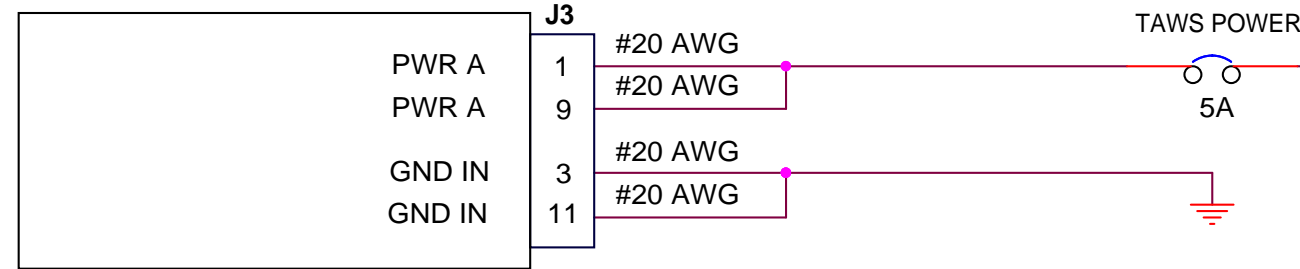 J3
TAWS POWER
PWR A 1 #20 AWG
PWR A 9 #20 AWG
5A
GND IN 3 #20 AWG
GND IN 11 #20 AWG